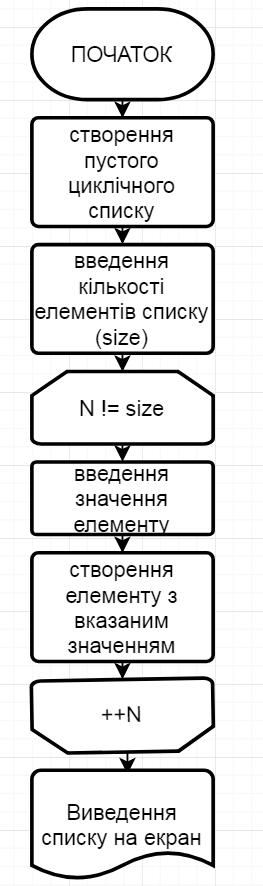 ПОЧАТОК
створення
пустого
циклічного
списку
введення
кількості
елементів списку
(size)
N != size
введення
значення
елементу
створення
елементу з
вказаним
значенням
++N
Виведення
списку на екран